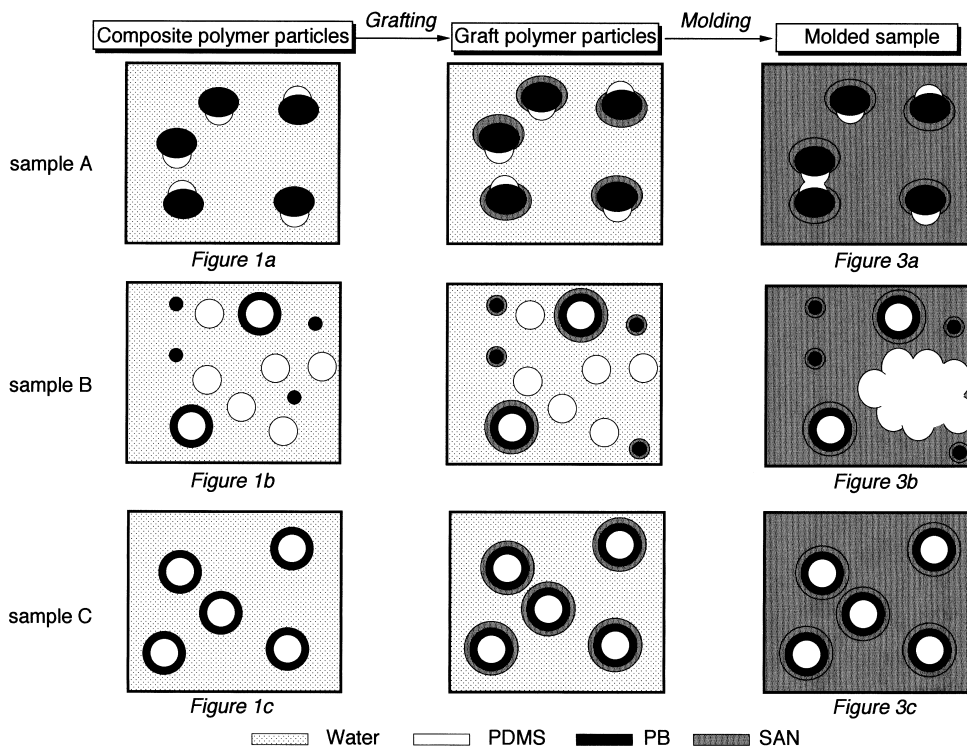 Grafting
Molding
Composite polymer particles
Graft polymer particles
Molded sample
sample A
Figure 1a
Figure 3a
sample B
Figure 1b
Figure 3b
sample C
Figure 1c
Figure 3c
Water
PDMS
PB
SAN